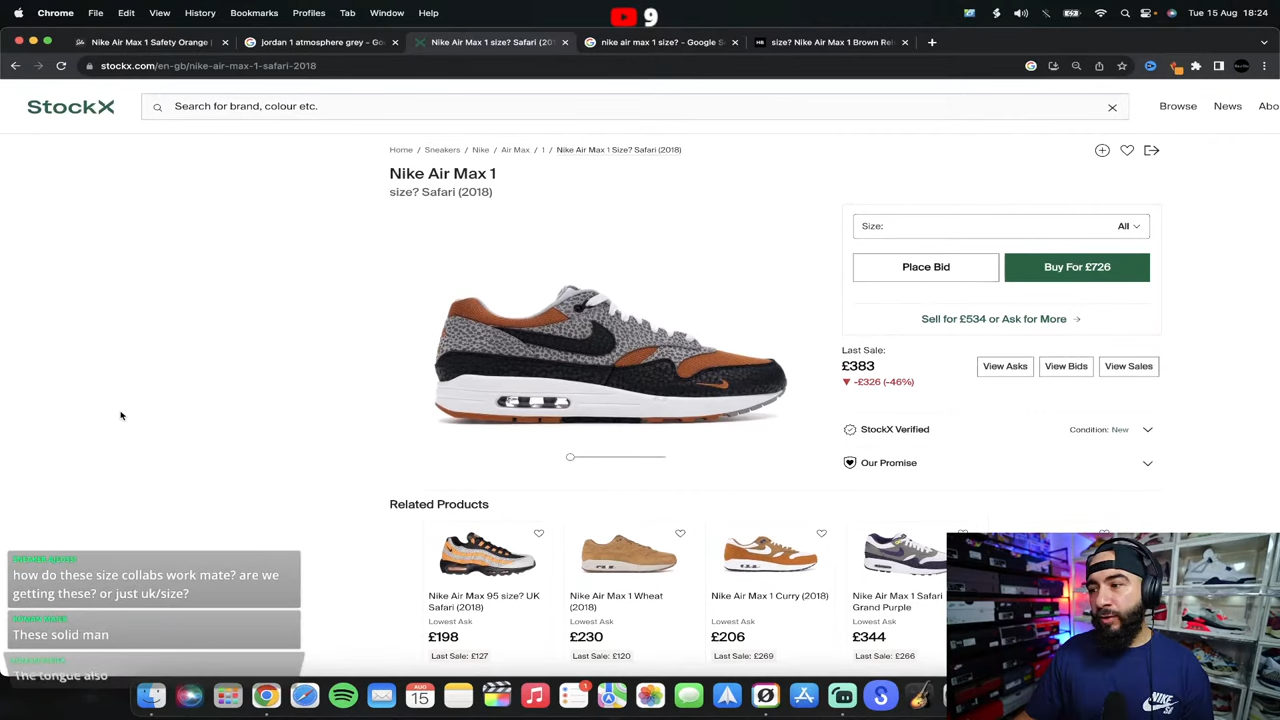 Chrome File Edit View History Bookmarks Profiles Tab Window Help
9
Tue 15 Aug 18:24
Nike Air Max 1 Safety Orange
jordan 1 atmosphere grey - Go
Nike Air Max 1 size? Safari (201
nike air max 1 size? - Google S
size? Nike Air Max 1 Brown Re
stockx.com/en-gb/nike-air-max-1-safari-2018
StockX
Search for brand, colour etc.
Browse News Abo
Home / Sneakers / Nike / Air Max / 1 / Nike Air Max 1 Size? Safari (2018)
Nike Air Max 1
size? Safari (2018)
Size: All
Place Bid
Buy For £726
Sell for £534 or Ask for More →
Last Sale:
£383
▼ -£326 (-46%)
View Asks
View Bids
View Sales
StockX Verified
Condition: New
Our Promise
Related Products
Nike Air Max 95 size? UK
Safari (2018)
Lowest Ask
£198
Last Sale: £127
Nike Air Max 1 Wheat
(2018)
Lowest Ask
£230
Last Sale: £120
Nike Air Max 1 Curry (2018)
Lowest Ask
£206
Last Sale: £269
Nike Air Max 1 Safari
Grand Purple
Lowest Ask
£344
Last Sale: £266
how do these size collabs work mate? are we
getting these? or just uk/size?
These solid man
The tongue also
AUG
15
1
NIKE
SB